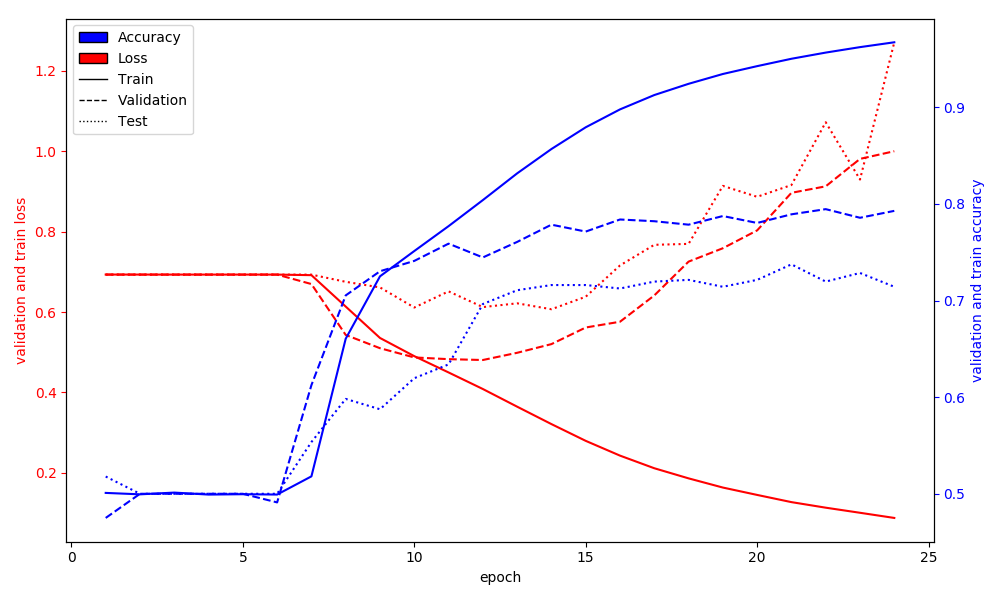 Accuracy
Loss
Train
Validation
Test
validation and train loss
1.2
1.0
0.8
0.6
0.4
0.2
validation and train accuracy
0.9
0.8
0.7
0.6
0.5
0 5 10 15 20 25
epoch